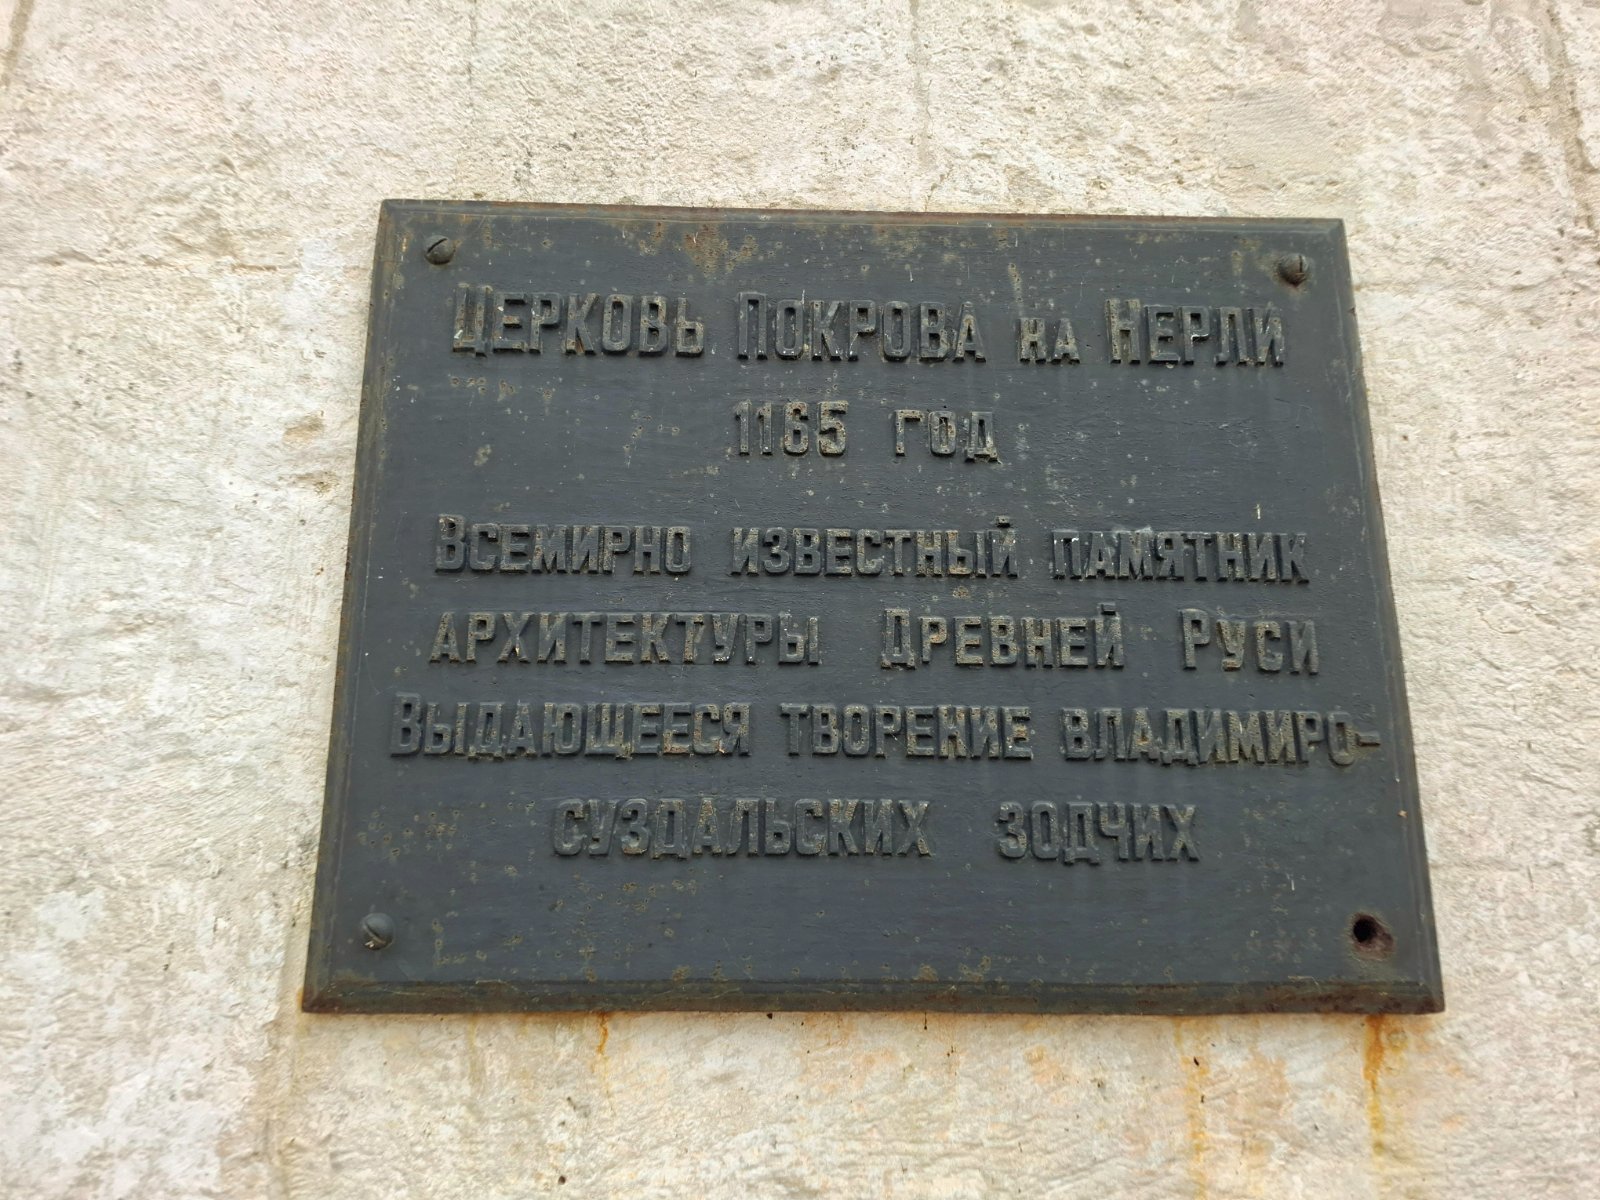 Церковь Покрова на Нерли
1165 год
Всемирно известный памятник
архитектуры Древней Руси
Выдающееся творение владимиро-
суздальских зодчих